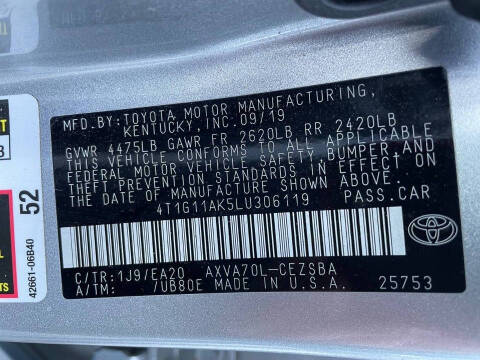 MFD.BY:TOYOTA MOTOR MANUFACTURING,
KENTUCKY, INC. 09/19
GVWR 4475LB GAWR FR 2620LB RR 2420LB
THIS VEHICLE CONFORMS TO ALL APPLICABLE
FEDERAL MOTOR VEHICLE SAFETY, BUMPER AND
THEFT PREVENTION STANDARDS IN EFFECT ON
THE DATE OF MANUFACTURE SHOWN ABOVE.
4T1G11AK5LU306119 PASS.CAR
TOYOTA
C/TR:1J9/EA20 AXVA70L-CEZSBA
A/TM: /UB80E MADE IN U.S.A. 25753
52
42661-06B40